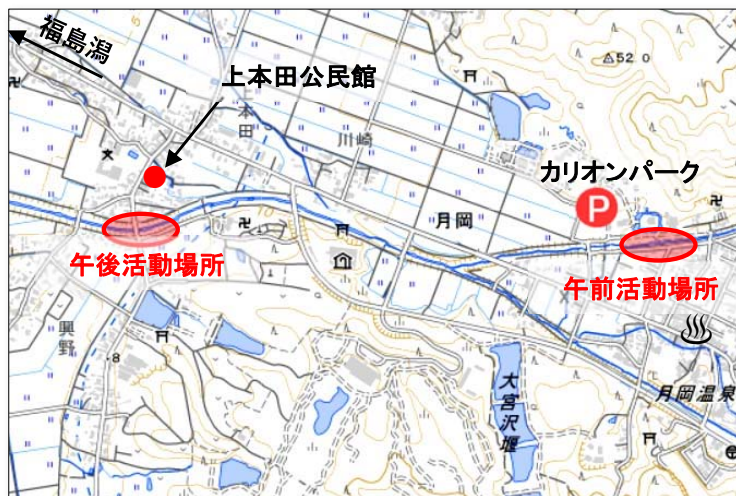 福島潟
52.0
上本田公民館
上本田
川崎
カリオンパーク
P
月岡
午後活動場所
午前活動場所
興野
8
大宮沢堰
月岡温泉